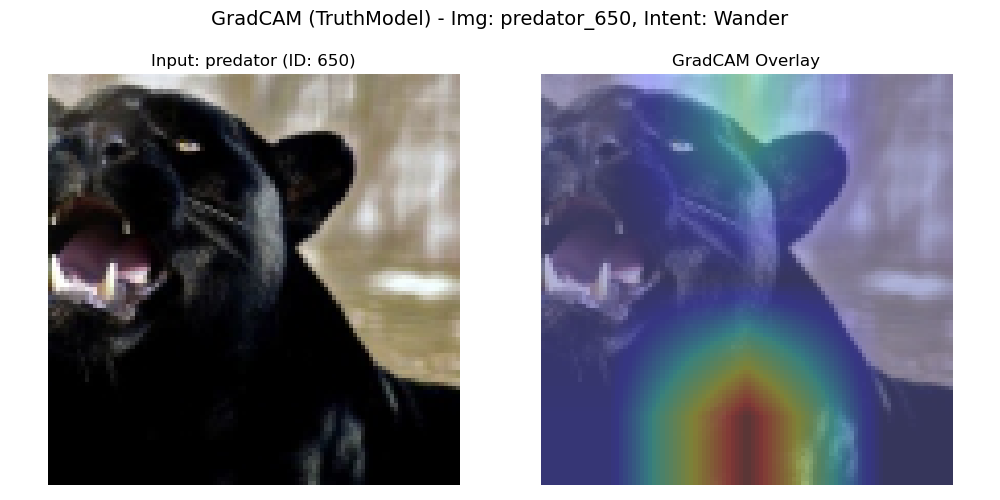 GradCAM (TruthModel) - Img: predator_650, Intent: Wander
Input: predator (ID: 650)
GradCAM Overlay